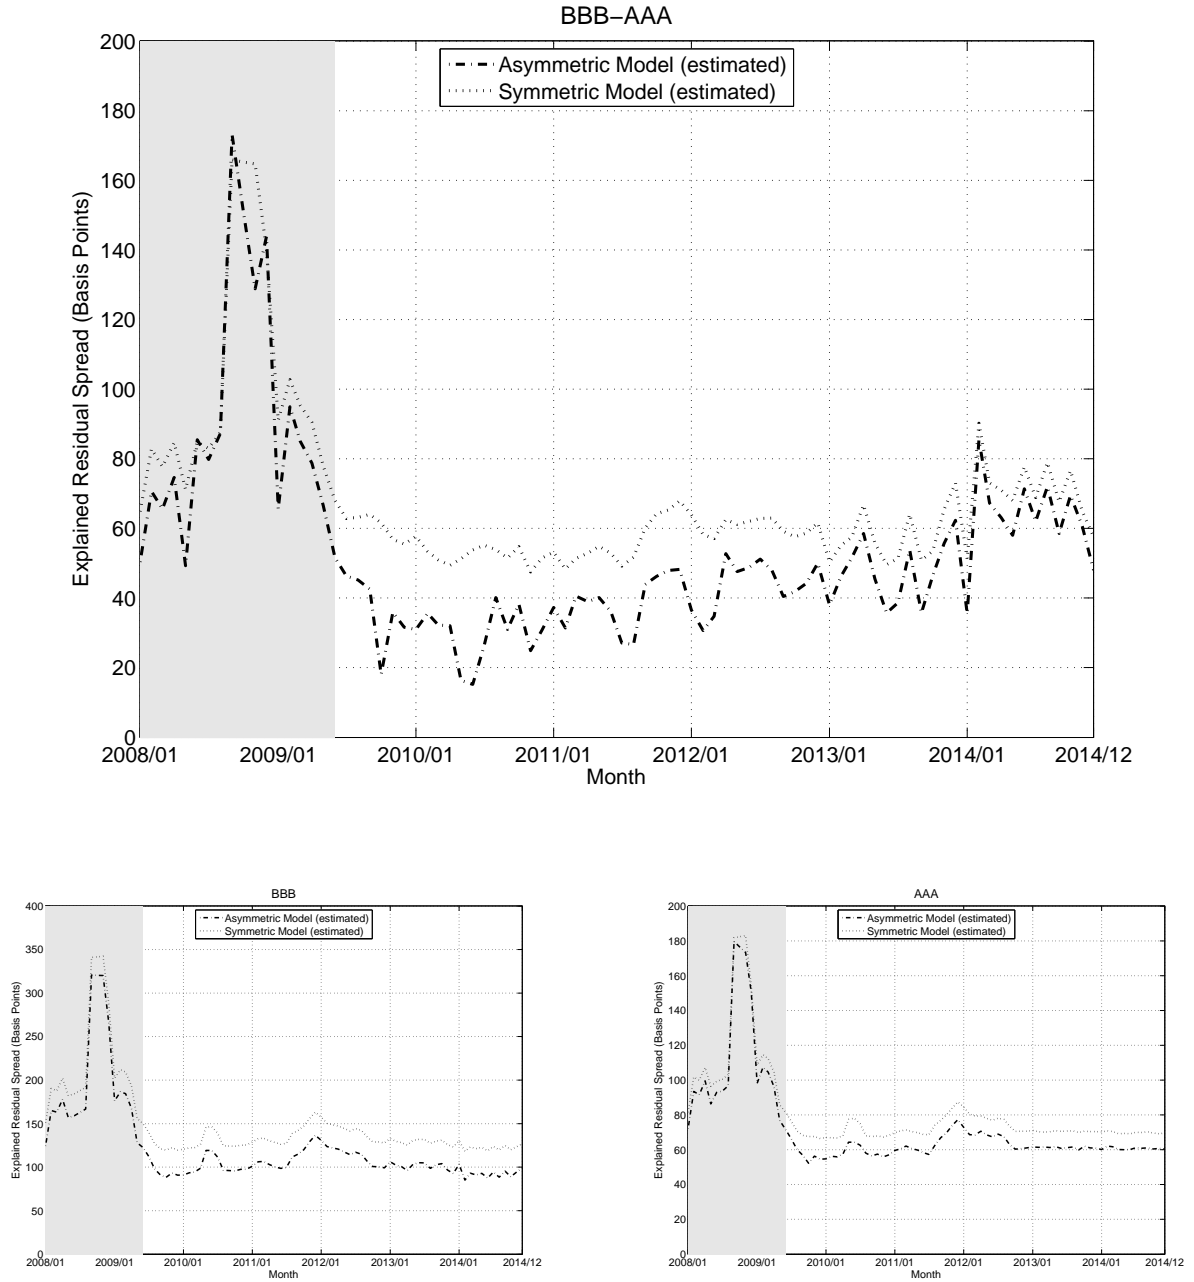 BBB−AAA
Asymmetric Model (estimated)
Symmetric Model (estimated)
Explained Residual Spread (Basis Points)
200
180
160
140
120
100
80
60
40
20
0
2008/01 2009/01 2010/01 2011/01 2012/01 2013/01 2014/01 2014/12
Month
BBB
Asymmetric Model (estimated)
Symmetric Model (estimated)
Explained Residual Spread (Basis Points)
400
350
300
250
200
150
100
50
0
2008/01 2009/01 2010/01 2011/01 2012/01 2013/01 2014/01 2014/12
Month
AAA
Asymmetric Model (estimated)
Symmetric Model (estimated)
Explained Residual Spread (Basis Points)
200
180
160
140
120
100
80
60
40
20
0
2008/01 2009/01 2010/01 2011/01 2012/01 2013/01 2014/01 2014/12
Month